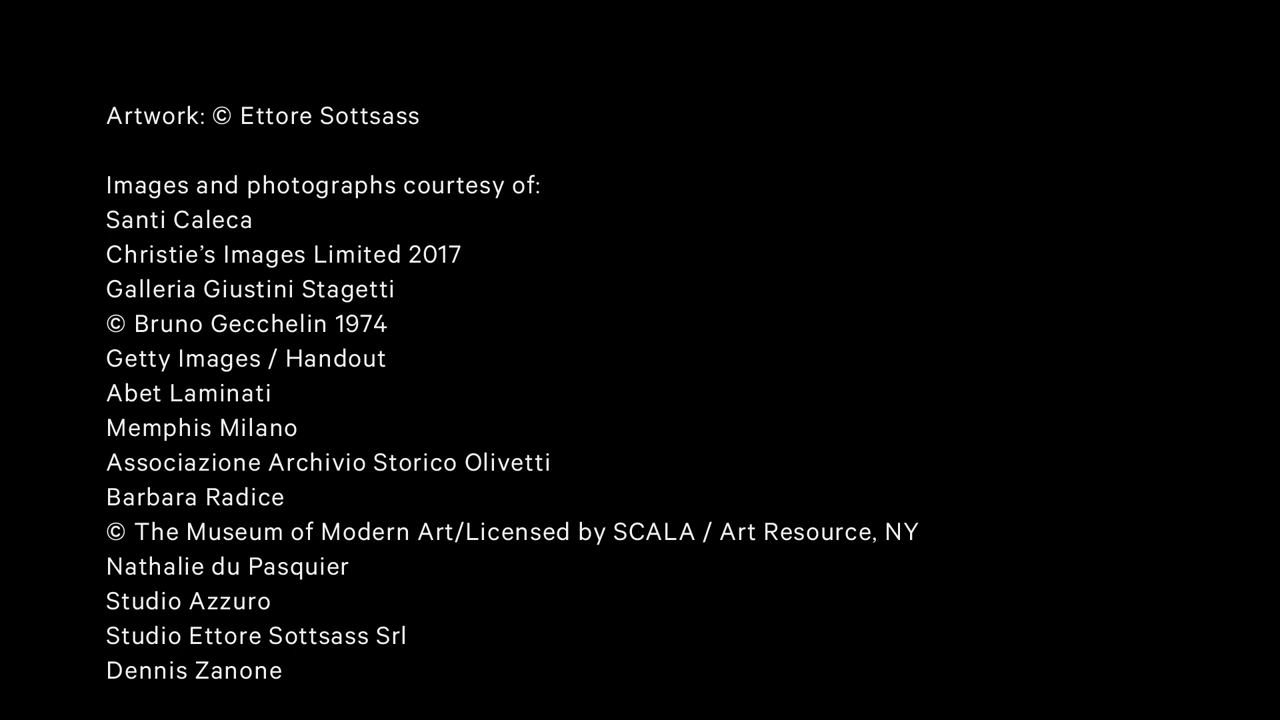 Artwork: © Ettore Sottsass
Images and photographs courtesy of:
Santi Caleca
Christie’s Images Limited 2017
Galleria Giustini Stagetti
© Bruno Gecchelin 1974
Getty Images / Handout
Abet Laminati
Memphis Milano
Associazione Archivio Storico Olivetti
Barbara Radice
© The Museum of Modern Art/Licensed by SCALA / Art Resource, NY
Nathalie du Pasquier
Studio Azzuro
Studio Ettore Sottsass Srl
Dennis Zanone